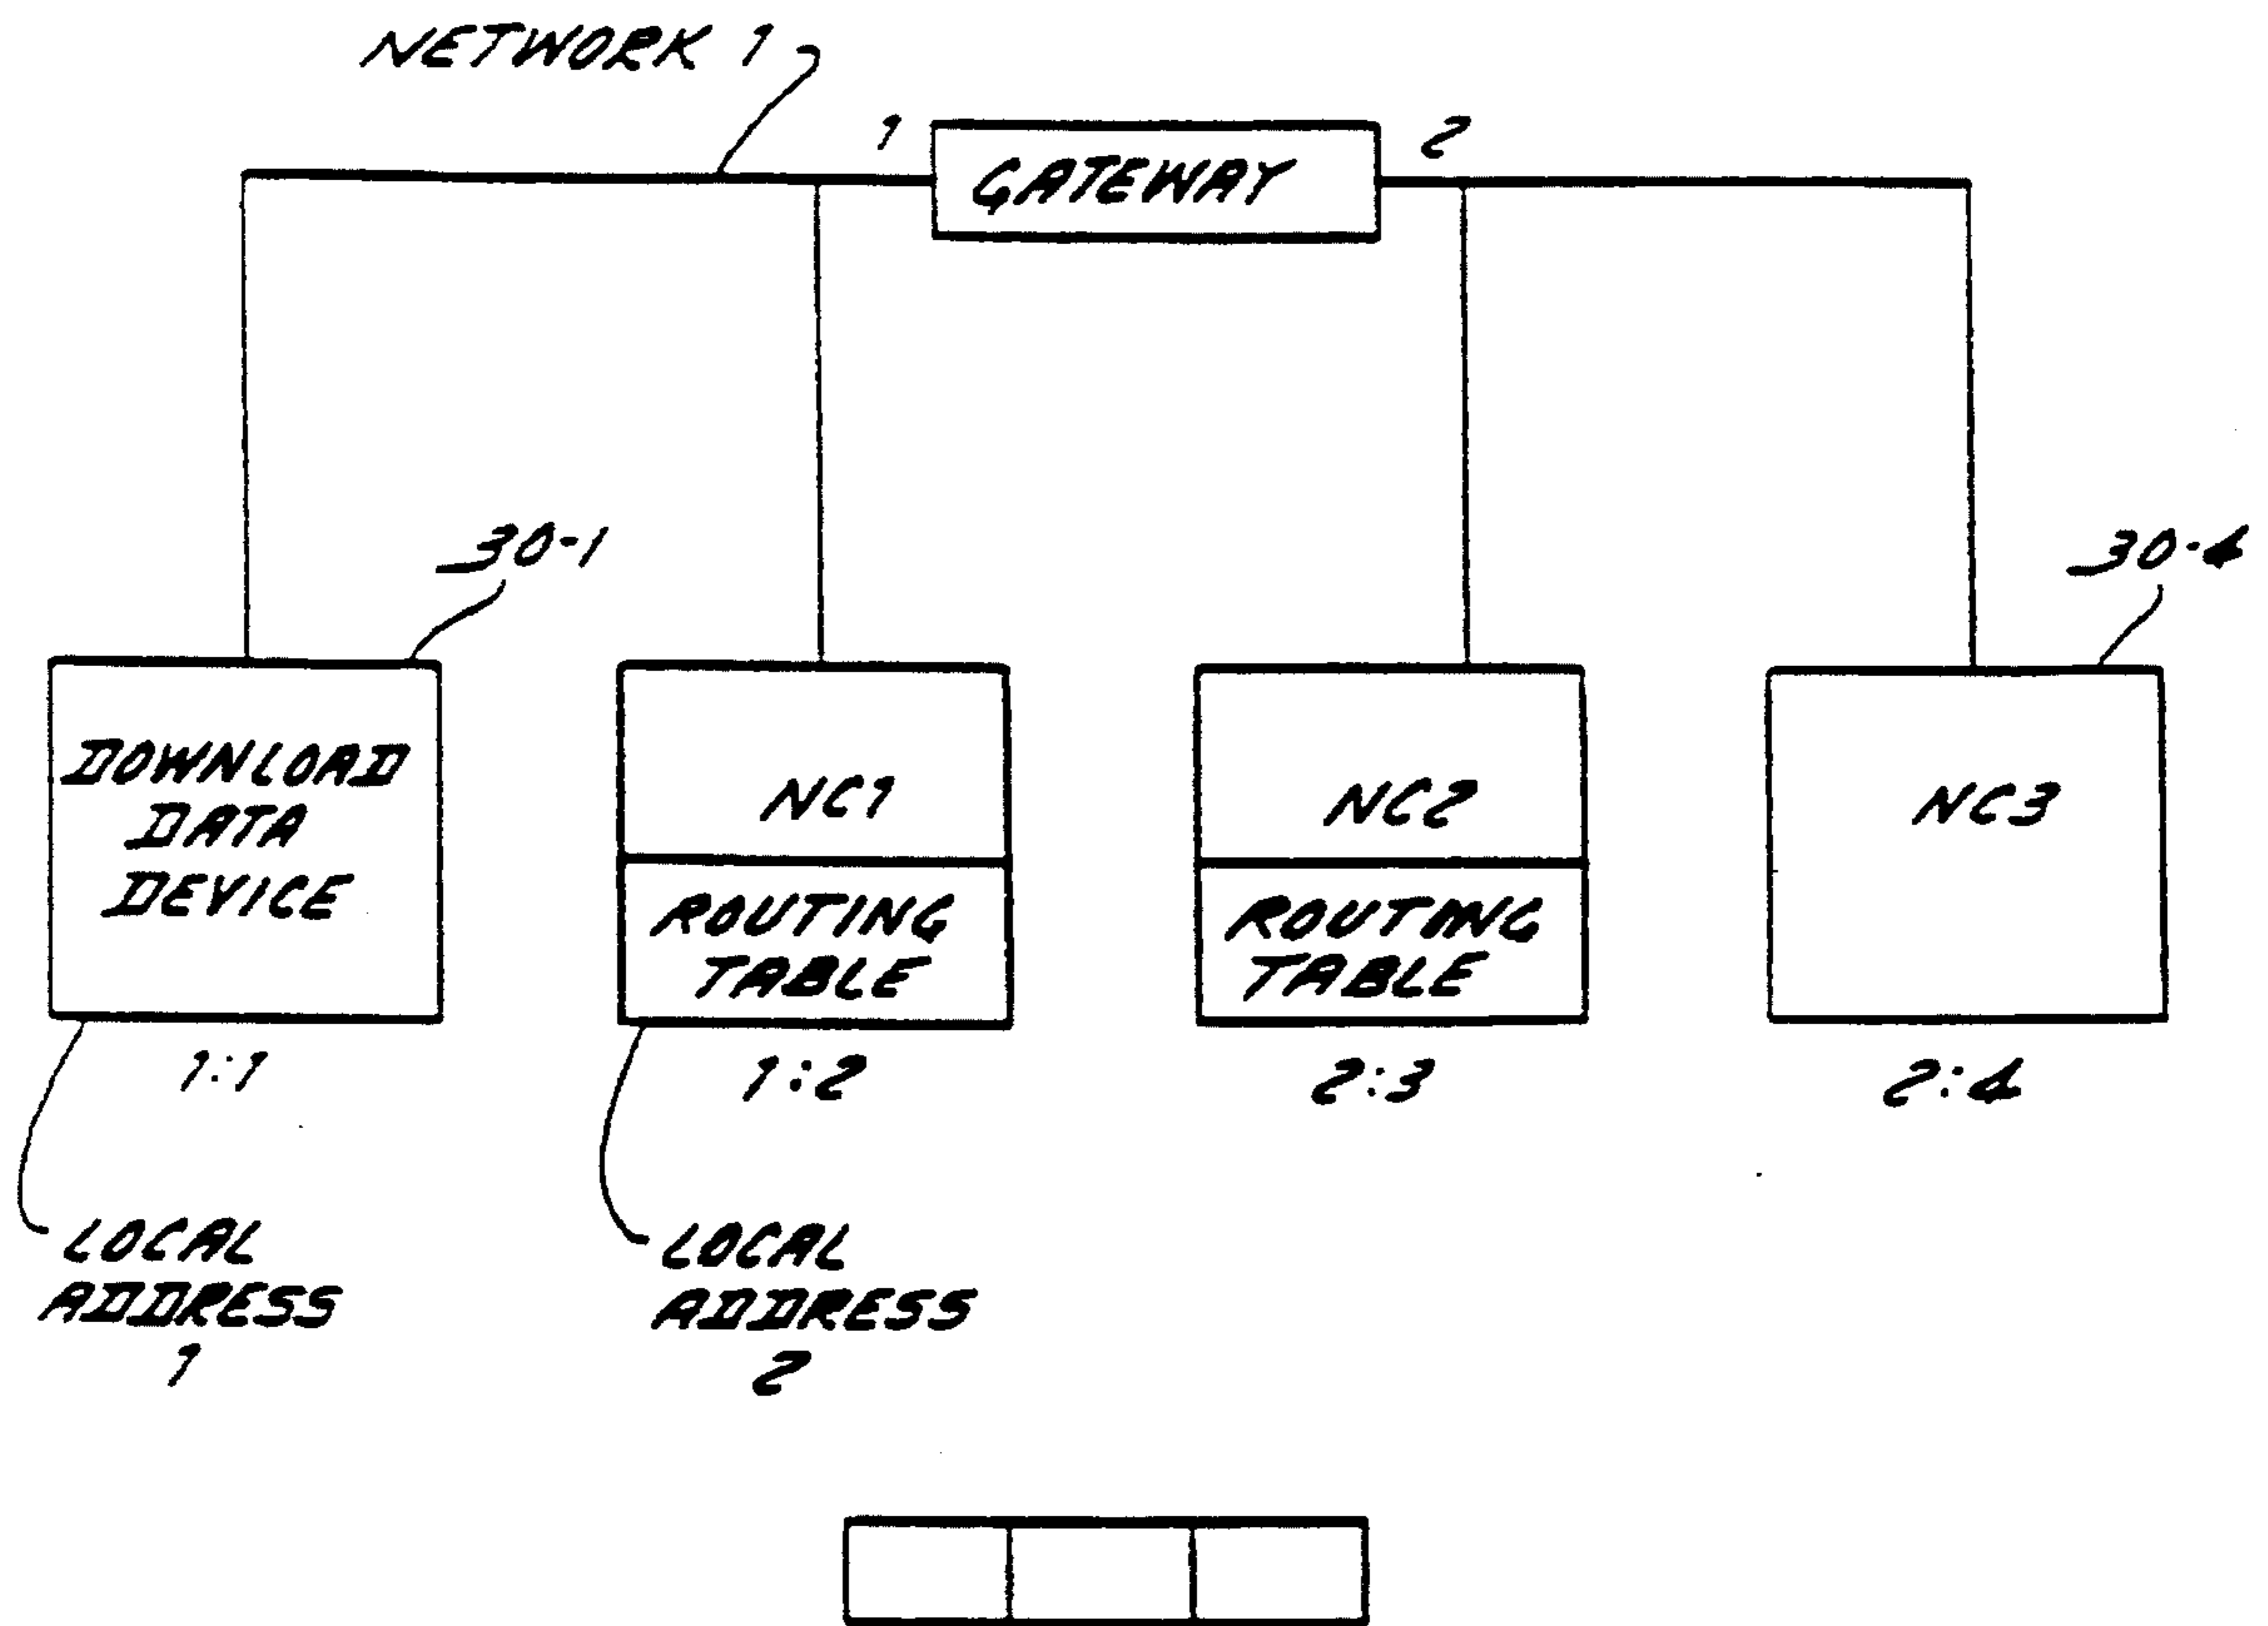 NETWORK 1
1
GATEWAY
2
30-1
30-4
DOWNLOAD
DATA
DEVICE
NC1
ROUTING
TABLE
NC2
ROUTING
TABLE
NC3
1:1
1:2
2:3
2:4
LOCAL
ADDRESS
1
LOCAL
ADDRESS
2